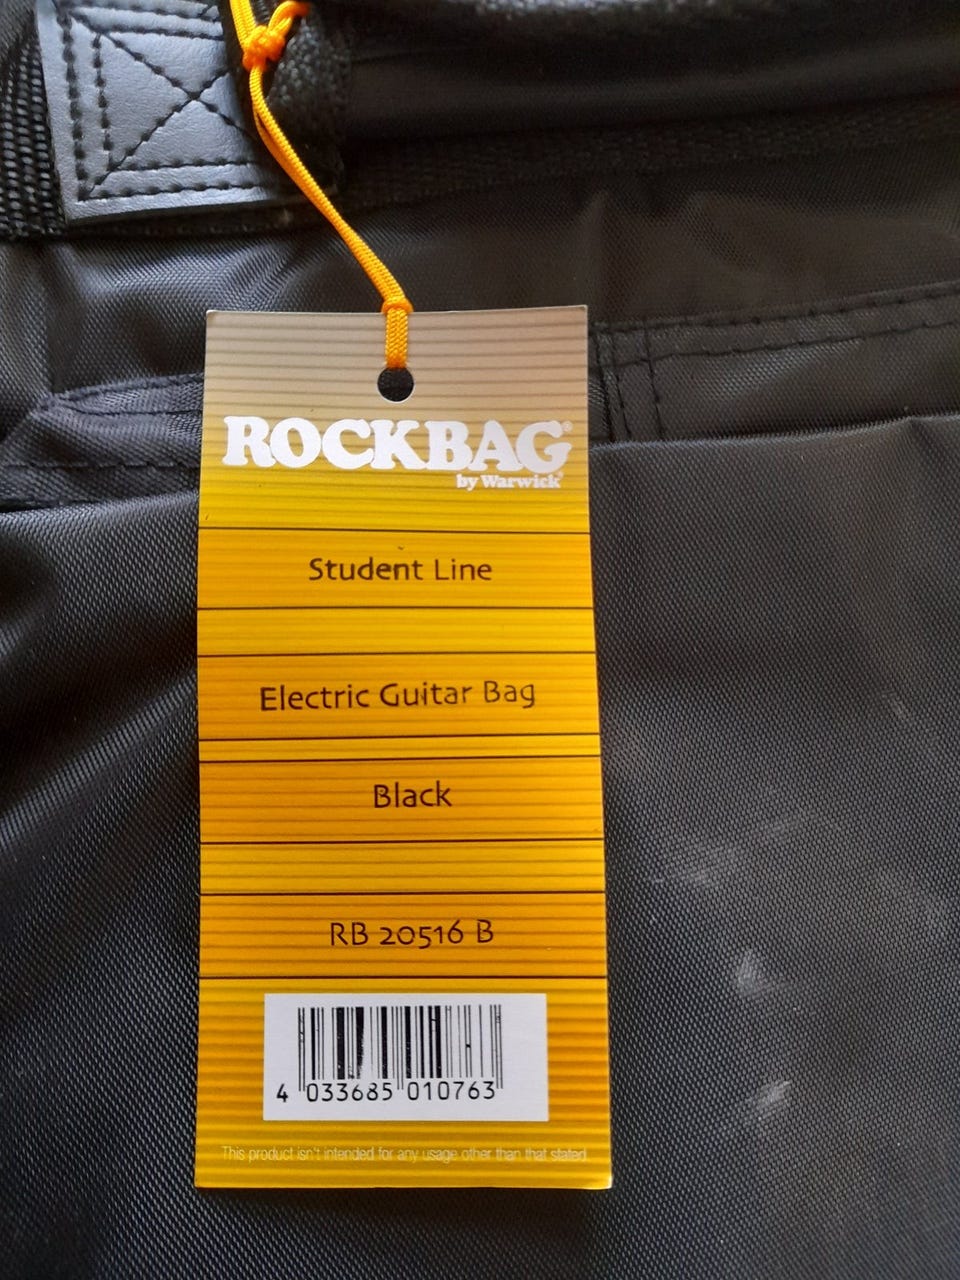 ROCKBAG®
by Warwick®
Student Line
Electric Guitar Bag
Black
RB 20516 B
4 033685 010763
This product isn't intended for any usage other than that stated